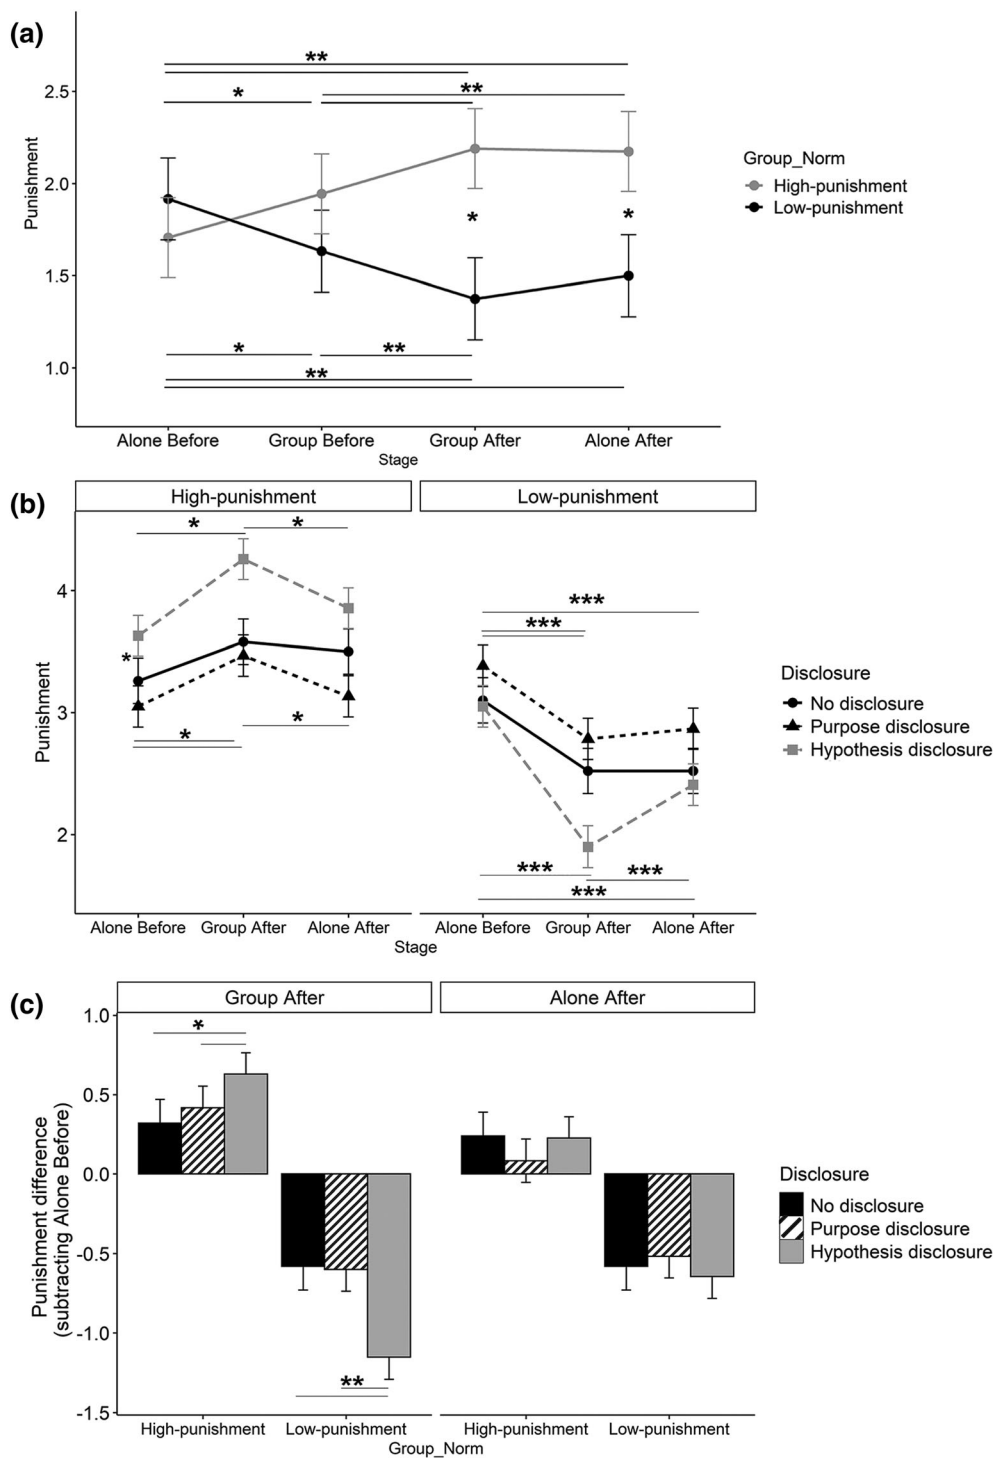 (a)
**
*
**
2.5
2.0
1.5
1.0
Punishment
*
*
*
**
**
Alone Before
Group Before
Group After
Alone After
Stage
Group_Norm
High-punishment
Low-punishment
(b)
High-punishment
Low-punishment
*
*
*
*
*
***
***
***
***
***
4
3
2
Punishment
Alone Before
Group After
Alone After
Alone Before
Group After
Alone After
Stage
Disclosure
No disclosure
Purpose disclosure
Hypothesis disclosure
(c)
Group After
Alone After
*
**
1.0
0.5
0.0
-0.5
-1.0
-1.5
Punishment difference
(subtracting Alone Before)
High-punishment
Low-punishment
High-punishment
Low-punishment
Group_Norm
Disclosure
No disclosure
Purpose disclosure
Hypothesis disclosure